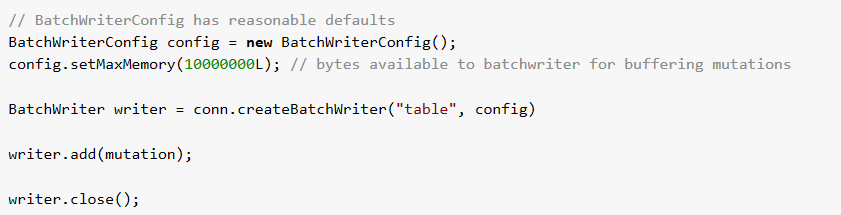 // BatchWriterConfig has reasonable defaults
BatchWriterConfig config = new BatchWriterConfig();
config.setMaxMemory(10000000L); // bytes available to batchwriter for buffering mutations
BatchWriter writer = conn.createBatchWriter("table", config)
writer.add(mutation);
writer.close();